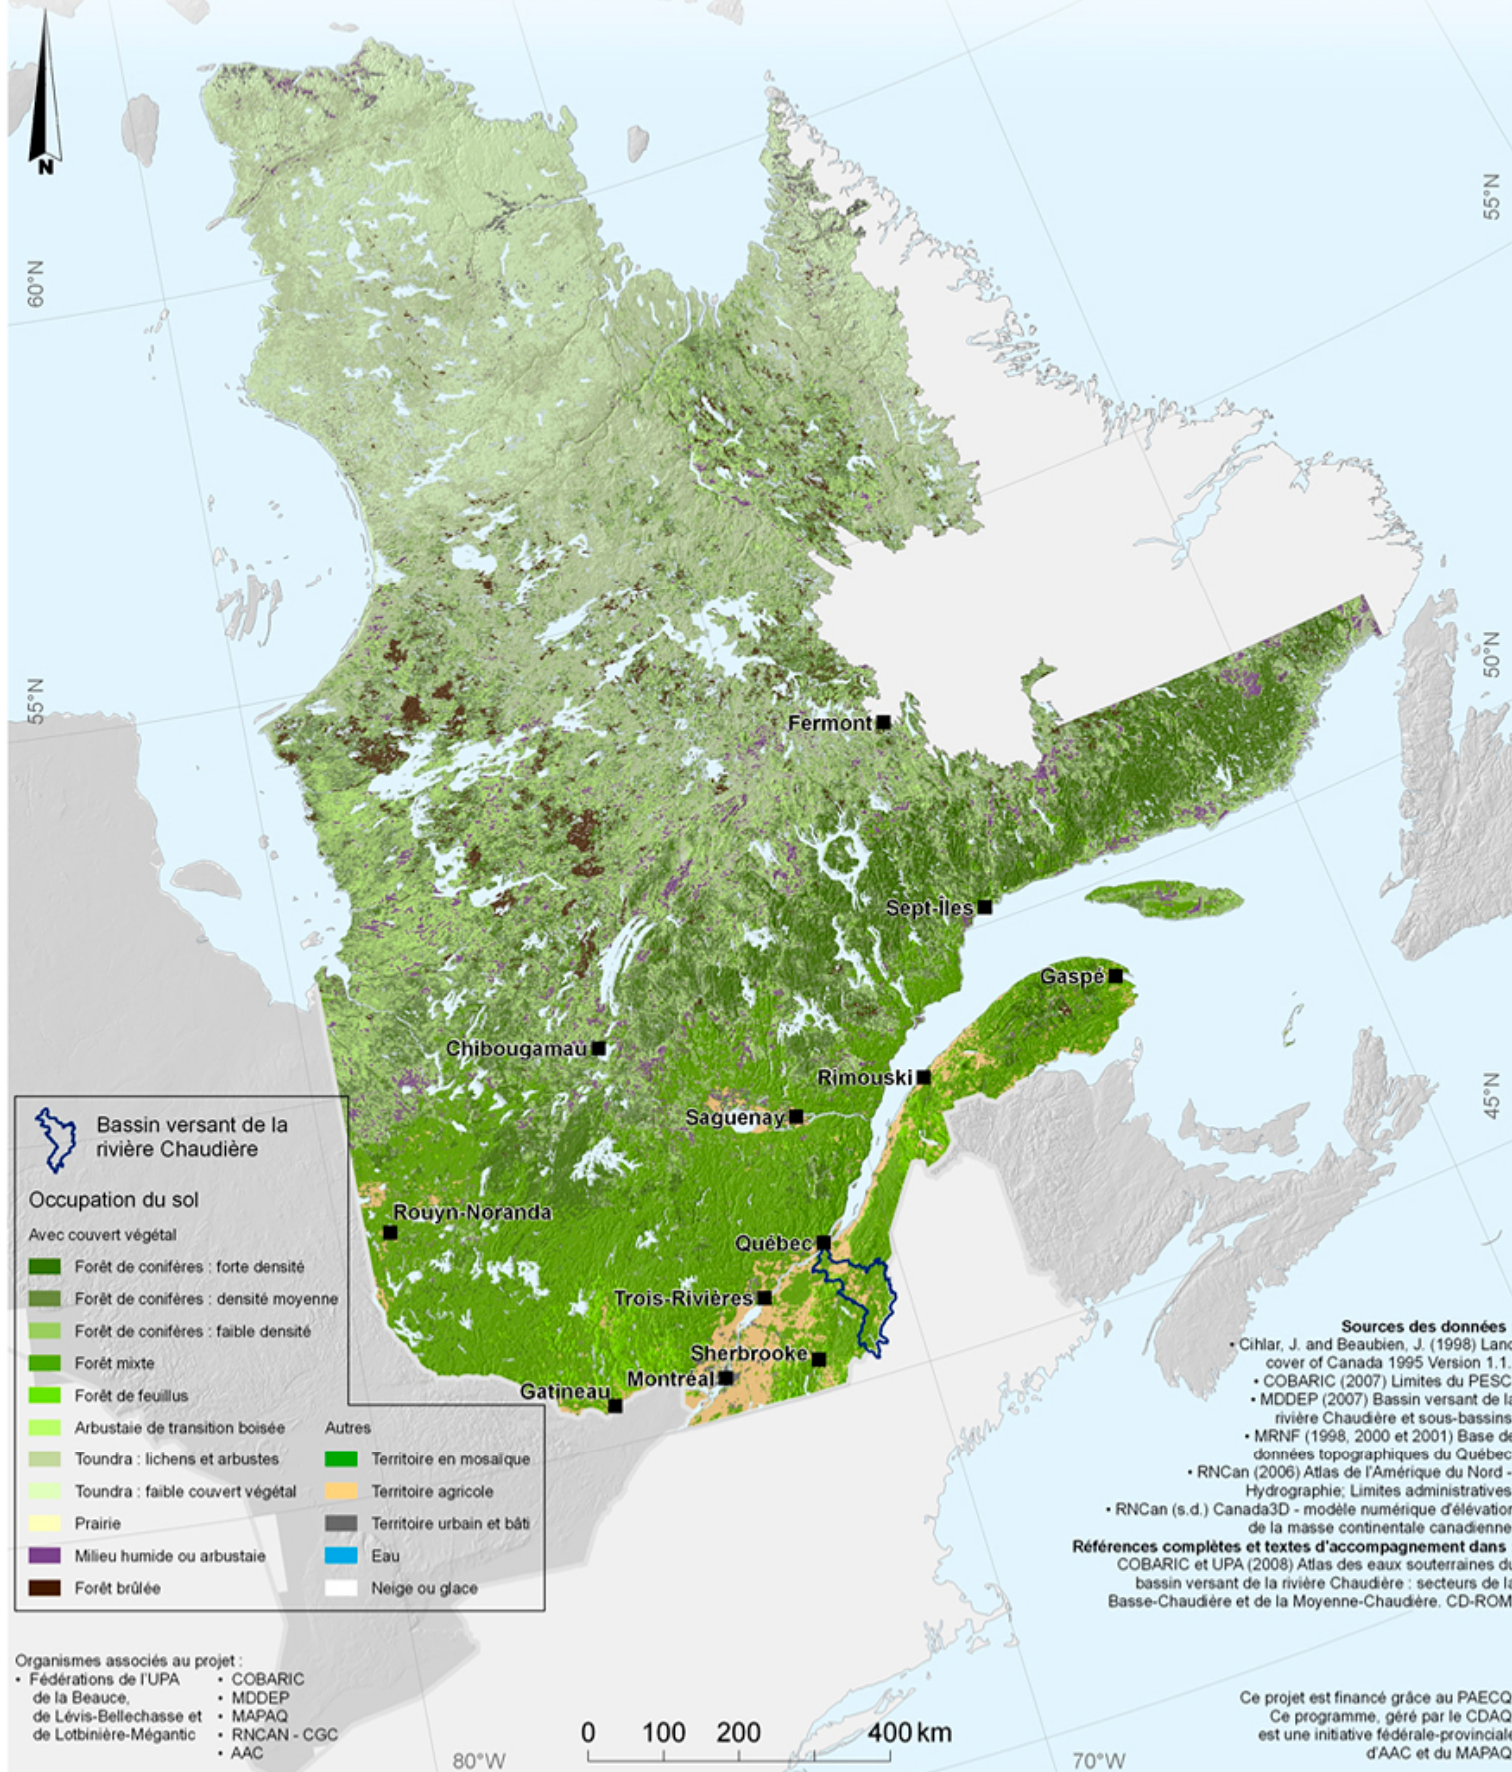 N
60°N
55°N
55°N
50°N
45°N
Fermont
Sept-Îles
Gaspé
Chibougamau
Rimouski
Saguenay
Rouyn-Noranda
Québec
Trois-Rivières
Sherbrooke
Montréal
Gatineau
Bassin versant de la
rivière Chaudière
Occupation du sol
Avec couvert végétal
Forêt de conifères : forte densité
Forêt de conifères : densité moyenne
Forêt de conifères : faible densité
Forêt mixte
Forêt de feuillus
Arbustaie de transition boisée
Toundra : lichens et arbustes
Toundra : faible couvert végétal
Prairie
Milieu humide ou arbustaie
Forêt brûlée
Autres
Territoire en mosaïque
Territoire agricole
Territoire urbain et bâti
Eau
Neige ou glace
Sources des données
• Cihlar, J. and Beaubien, J. (1998) Land
cover of Canada 1995 Version 1.1.
• COBARIC (2007) Limites du PESC
• MDDEP (2007) Bassin versant de la
rivière Chaudière et sous-bassins
• MRNF (1998, 2000 et 2001) Base de
données topographiques du Québec
• RNCan (2006) Atlas de l'Amérique du Nord -
Hydrographie; Limites administratives
• RNCan (s.d.) Canada3D - modèle numérique d'élévation
de la masse continentale canadienne
Références complètes et textes d'accompagnement dans
COBARIC et UPA (2008) Atlas des eaux souterraines du
bassin versant de la rivière Chaudière : secteurs de la
Basse-Chaudière et de la Moyenne-Chaudière. CD-ROM
Organismes associés au projet :
• Fédérations de l'UPA
de la Beauce,
de Lévis-Bellechasse et
de Lotbinière-Mégantic
• COBARIC
• MDDEP
• MAPAQ
• RNCAN - CGC
• AAC
0 100 200 400 km
80°W
70°W
Ce projet est financé grâce au PAECQ
Ce programme, géré par le CDAQ
est une initiative fédérale-provinciale
d'AAC et du MAPAQ